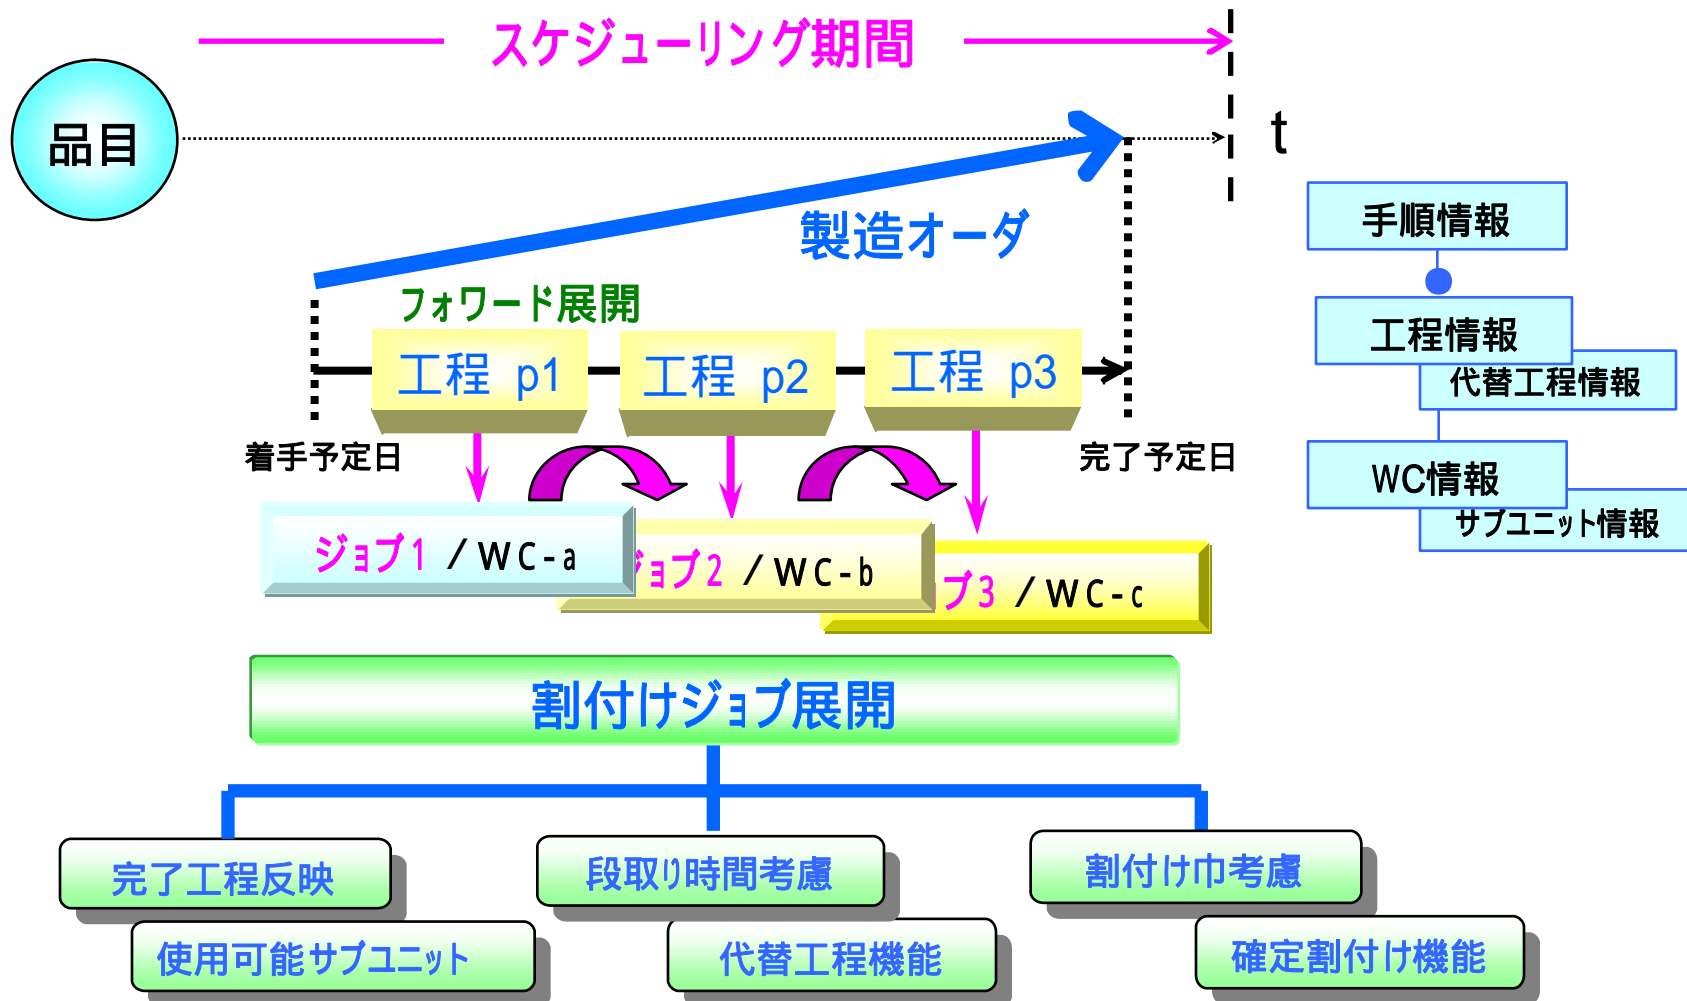 スケジューリング期間
品目
t
製造オーダ
手順情報
フォワード展開
工程情報
工程 p1
工程 p2
工程 p3
代替工程情報
着手予定日
完了予定日
WC情報
サブユニット情報
ジョブ1 / WC-a
ジョブ2 / WC-b
ブ3 / WC-c
割付けジョブ展開
完了工程反映
段取り時間考慮
割付け巾考慮
使用可能サブユニット
代替工程機能
確定割付け機能